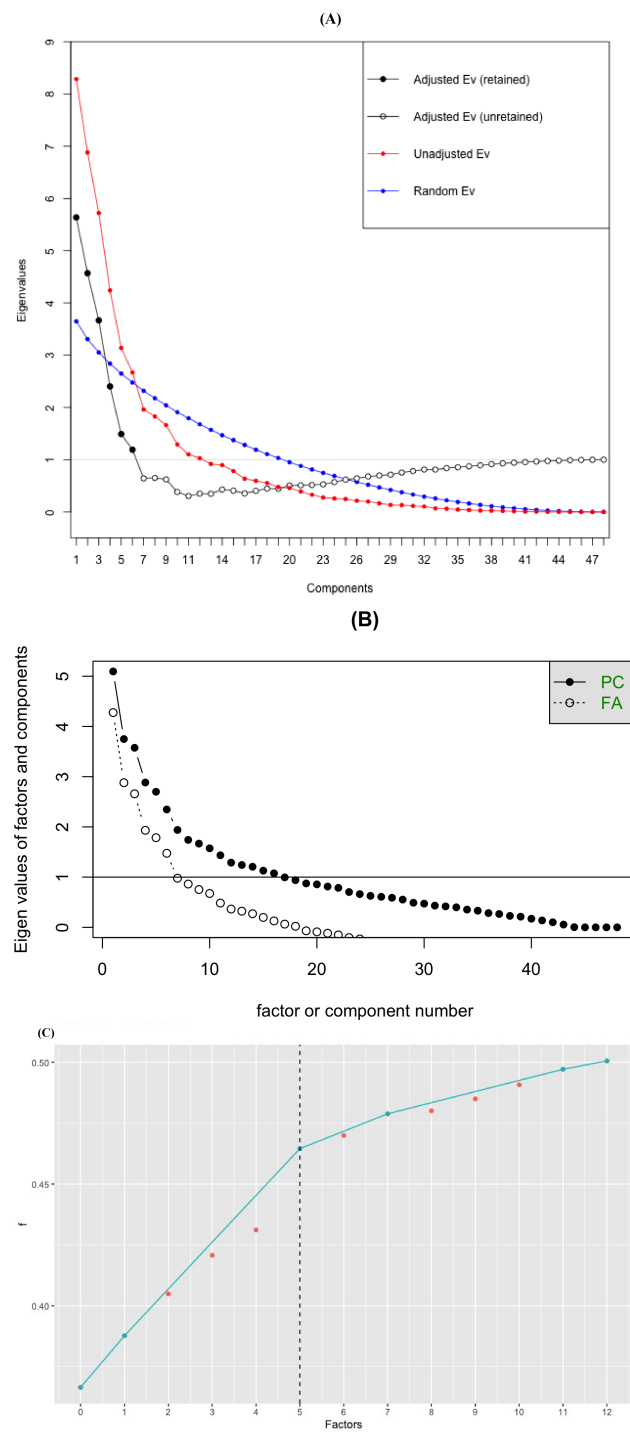 (A)
9
8
7
6
5
4
3
2
1
0
Eigenvalues
Adjusted Ev (retained)
Adjusted Ev (unretained)
Unadjusted Ev
Random Ev
1 3 5 7 9 11 14 17 20 23 26 29 32 35 38 41 44 47
Components
(B)
5
4
3
2
1
0
Eigen values of factors and components
PC
FA
0 10 20 30 40
factor or component number
(C)
0.50
0.45
0.40
f
0 1 2 3 4 5 6 7 8 9 10 11 12
Factors